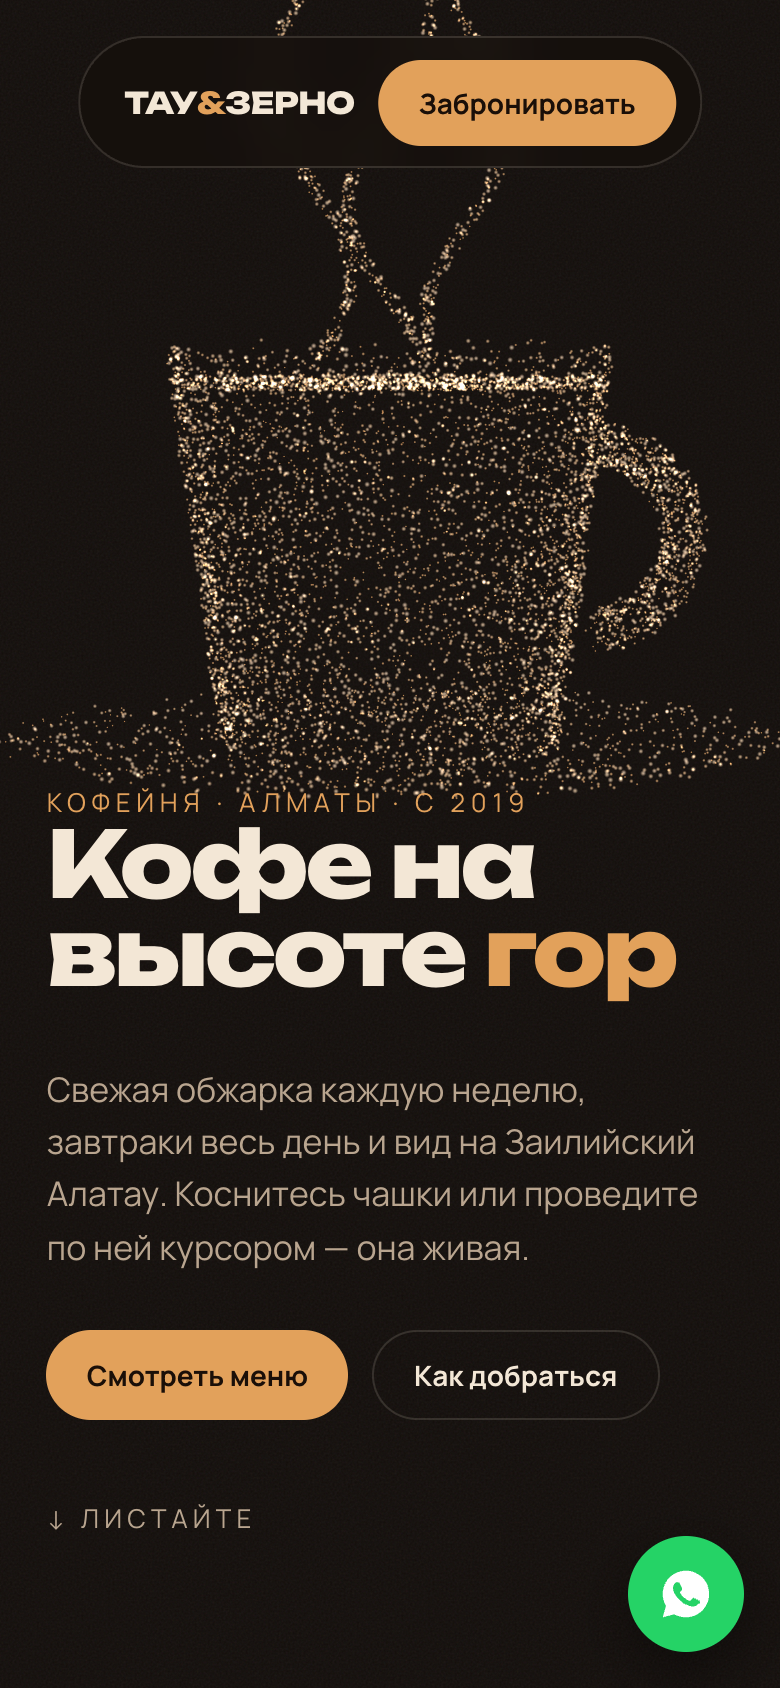 ТАУ&ЗЕРНО
Забронировать
КОФЕЙНЯ · АЛМАТЫ · С 2019
Кофе на
высоте гор
Свежая обжарка каждую неделю,
завтраки весь день и вид на Заилийский
Алатау. Коснитесь чашки или проведите
по ней курсором — она живая.
Смотреть меню
Как добраться
↓ ЛИСТАЙТЕ